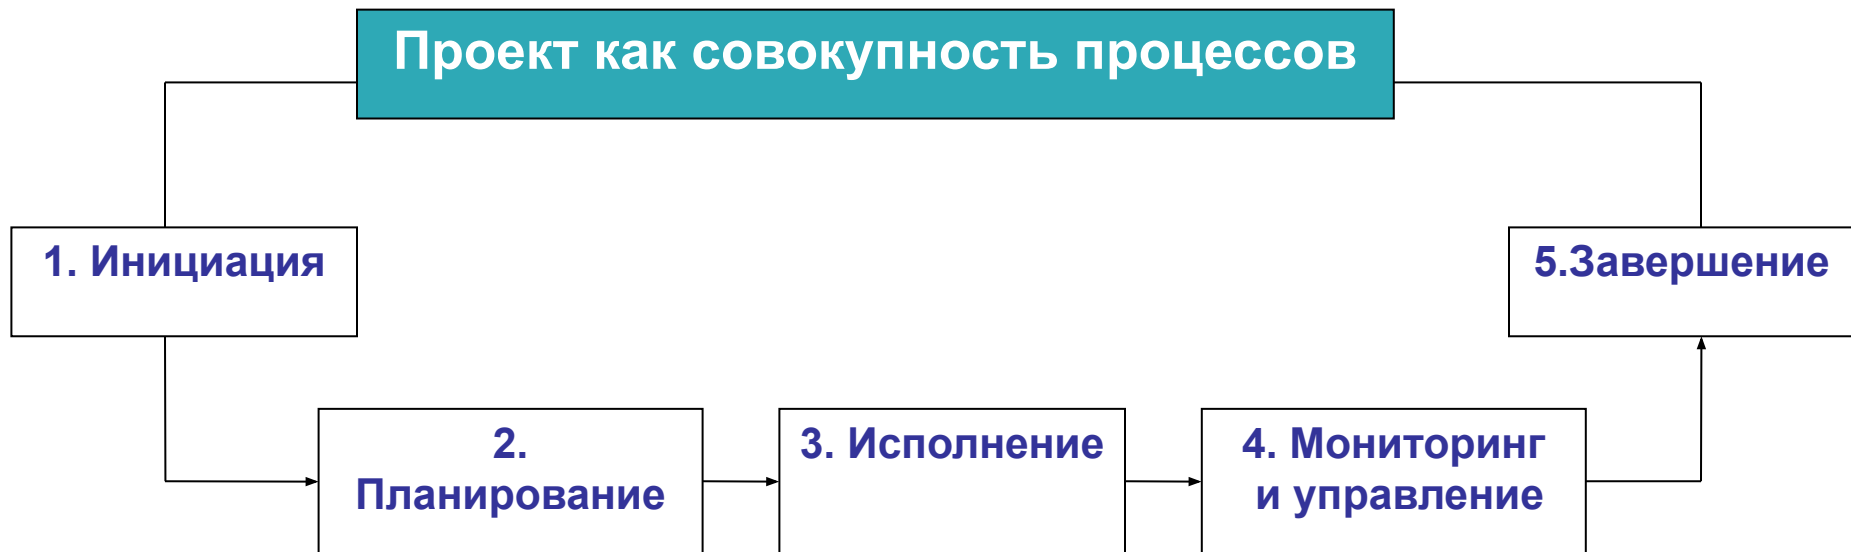 Проект как совокупность процессов
1. Инициация
5.Завершение
2.
Планирование
3. Исполнение
4. Мониторинг
и управление